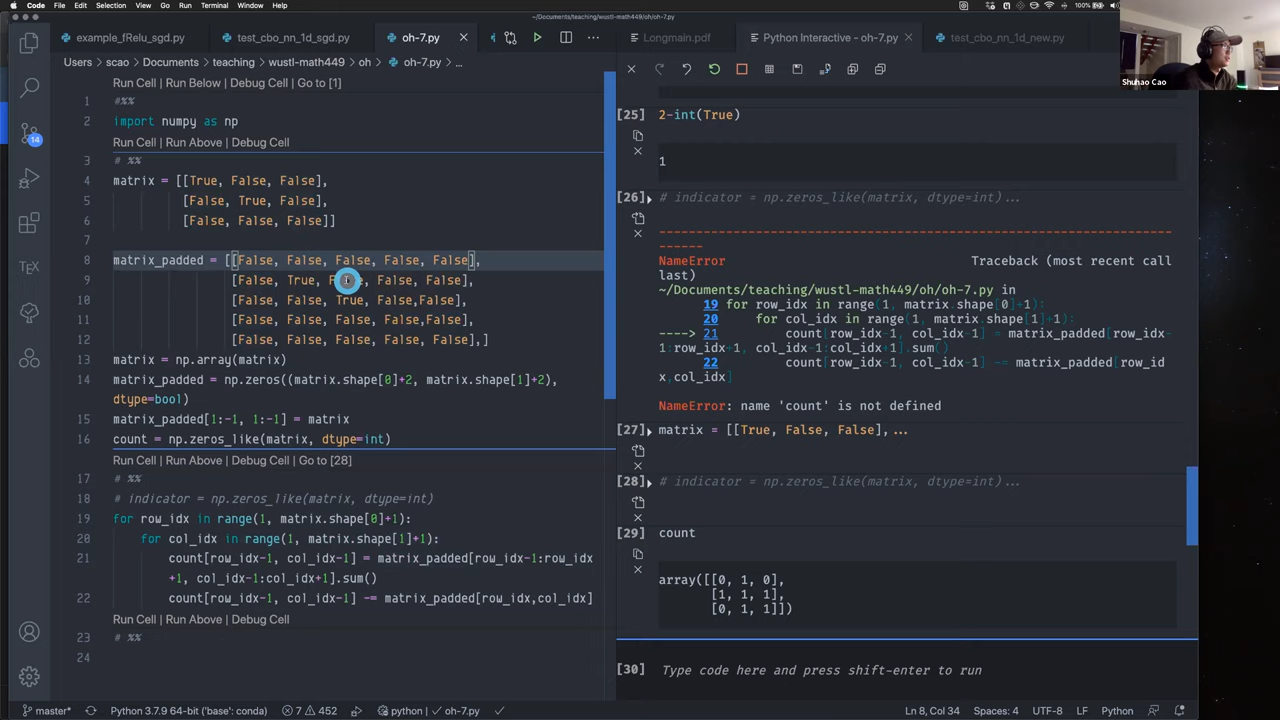 Code File Edit Selection View Go Run Terminal Window Help
100%
~/Documents/teaching/wustl-math449/oh/oh-7.py
example_fRelu_sgd.py
test_cbo_nn_1d_sgd.py
oh-7.py
Longmain.pdf
Python Interactive - oh-7.py
test_cbo_nn_1d_new.py
Shuhao Cao
Users > scao > Documents > teaching > wustl-math449 > oh > oh-7.py > ...
Run Cell | Run Below | Debug Cell | Go to [1]
1 #%%
2 import numpy as np
Run Cell | Run Above | Debug Cell
3 # %%
4 matrix = [[True, False, False],
5 [False, True, False],
6 [False, False, False]]
7
8 matrix_padded = [[False, False, False, False, False],
9 [False, True, F e, False, False],
10 [False, False, True, False,False],
11 [False, False, False, False,False],
12 [False, False, False, False, False],]
13 matrix = np.array(matrix)
14 matrix_padded = np.zeros((matrix.shape[0]+2, matrix.shape[1]+2),
dtype=bool)
15 matrix_padded[1:-1, 1:-1] = matrix
16 count = np.zeros_like(matrix, dtype=int)
Run Cell | Run Above | Debug Cell | Go to [28]
17 # %%
18 # indicator = np.zeros_like(matrix, dtype=int)
19 for row_idx in range(1, matrix.shape[0]+1):
20 for col_idx in range(1, matrix.shape[1]+1):
21 count[row_idx-1, col_idx-1] = matrix_padded[row_idx-1:row_idx
+1, col_idx-1:col_idx+1].sum()
22 count[row_idx-1, col_idx-1] -= matrix_padded[row_idx,col_idx]
Run Cell | Run Above | Debug Cell
23 # %%
24
[25] 2-int(True)
1
[26] # indicator = np.zeros_like(matrix, dtype=int)...
---------------------------------------------------------------------
------
NameError Traceback (most recent call
last)
~/Documents/teaching/wustl-math449/oh/oh-7.py in
19 for row_idx in range(1, matrix.shape[0]+1):
20 for col_idx in range(1, matrix.shape[1]+1):
----> 21 count[row_idx-1, col_idx-1] = matrix_padded[row_idx-
1:row_idx+1, col_idx-1:col_idx+1].sum()
22 count[row_idx-1, col_idx-1] -= matrix_padded[row_id
x,col_idx]
NameError: name 'count' is not defined
[27] matrix = [[True, False, False], ...
[28] # indicator = np.zeros_like(matrix, dtype=int)...
[29] count
array([[0, 1, 0],
[1, 1, 1],
[0, 1, 1]])
[30] Type code here and press shift-enter to run
14
TEX
master*
Python 3.7.9 64-bit ('base': conda)
7 452
python
oh-7.py
Ln 8, Col 34
Spaces: 4
UTF-8
LF
Python